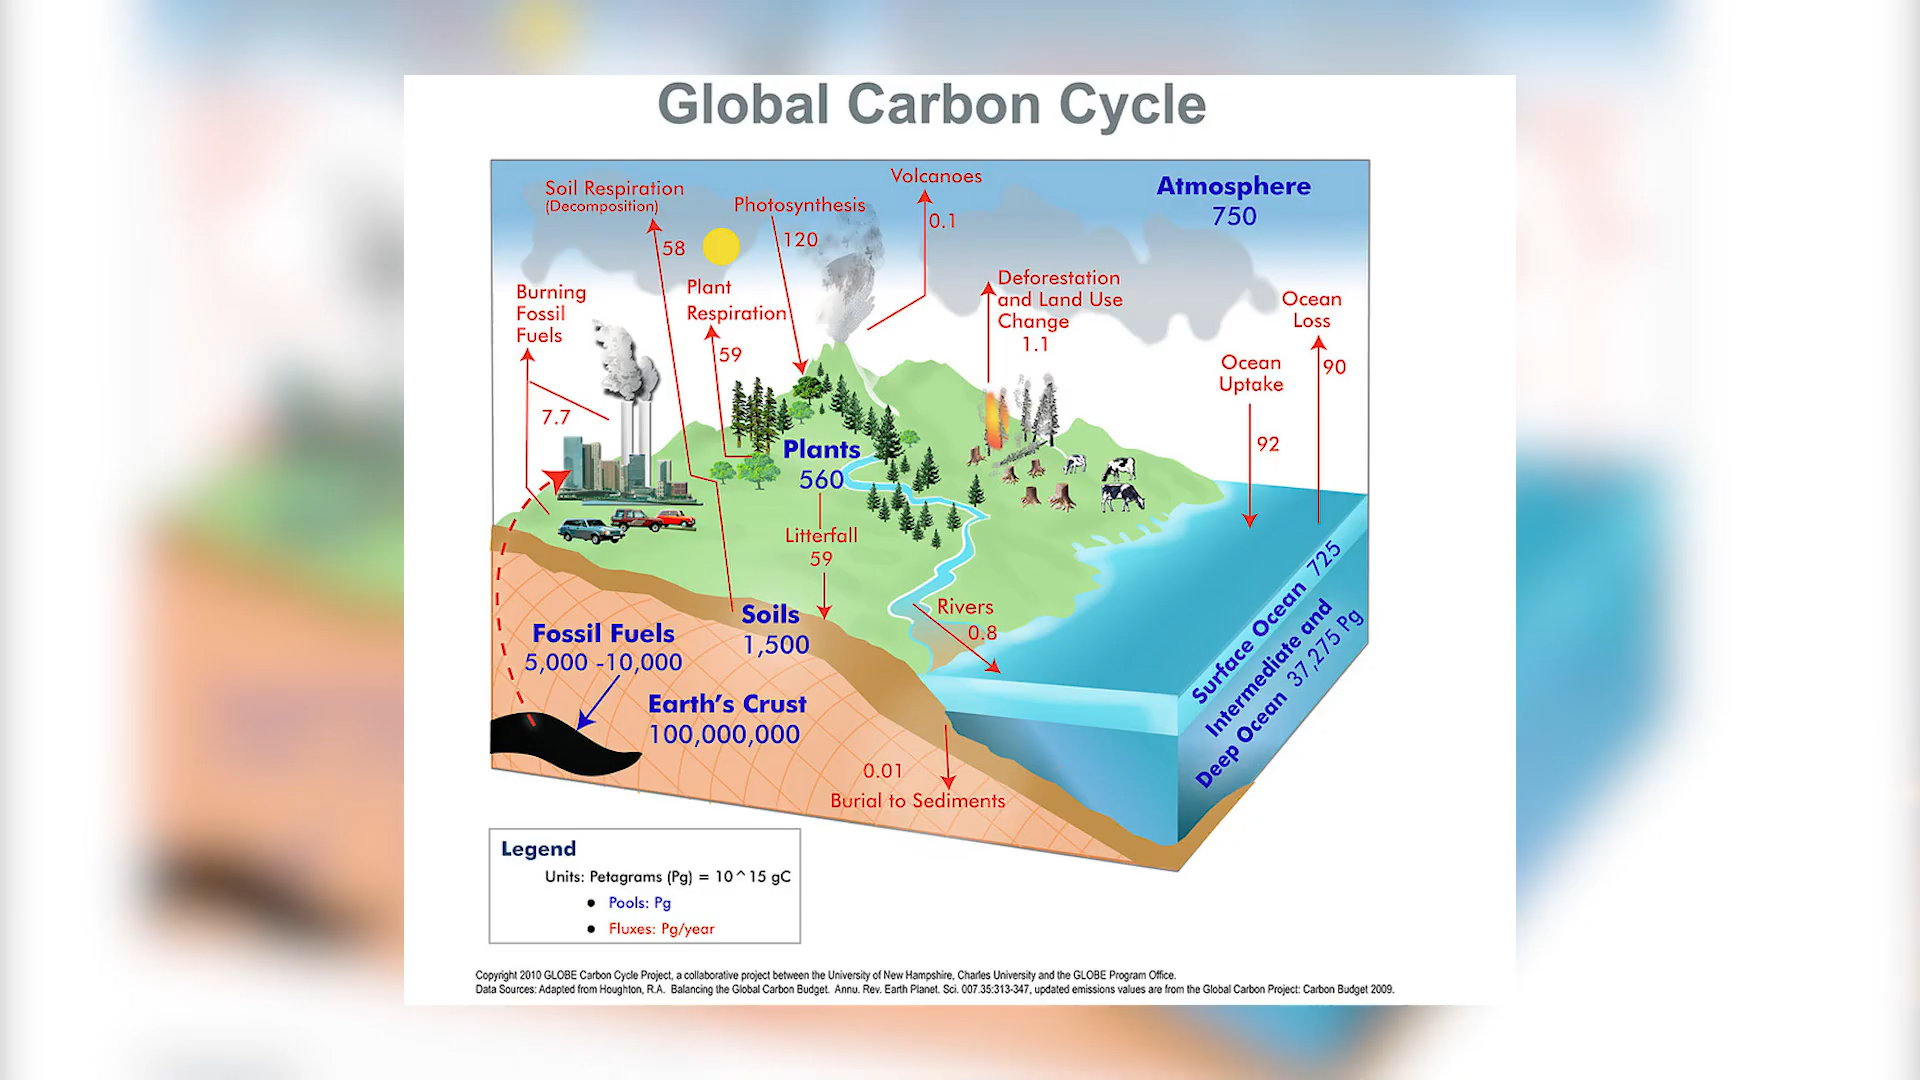 Global Carbon Cycle
Volcanoes
0.1
Atmosphere
750
Soil Respiration
(Decomposition)
58
Photosynthesis
120
Plant
Respiration
59
Burning
Fossil
Fuels
7.7
Deforestation
and Land Use
Change
1.1
Ocean
Loss
90
Ocean
Uptake
92
Plants
560
Litterfall
59
Soils
1,500
Rivers
0.8
Fossil Fuels
5,000 -10,000
Earth's Crust
100,000,000
0.01
Burial to Sediments
Surface Ocean 725
Intermediate and
Deep Ocean 37,275 Pg
Legend
Units: Petagrams (Pg) = 10^15 gC
● Pools: Pg
● Fluxes: Pg/year
Copyright 2010 GLOBE Carbon Cycle Project, a collaborative project between the University of New Hampshire, Charles University and the GLOBE Program Office.
Data Sources: Adapted from Houghton, R.A. Balancing the Global Carbon Budget. Annu. Rev. Earth Planet. Sci. 007.35:313-347, updated emissions values are from the Global Carbon Project: Carbon Budget 2009.